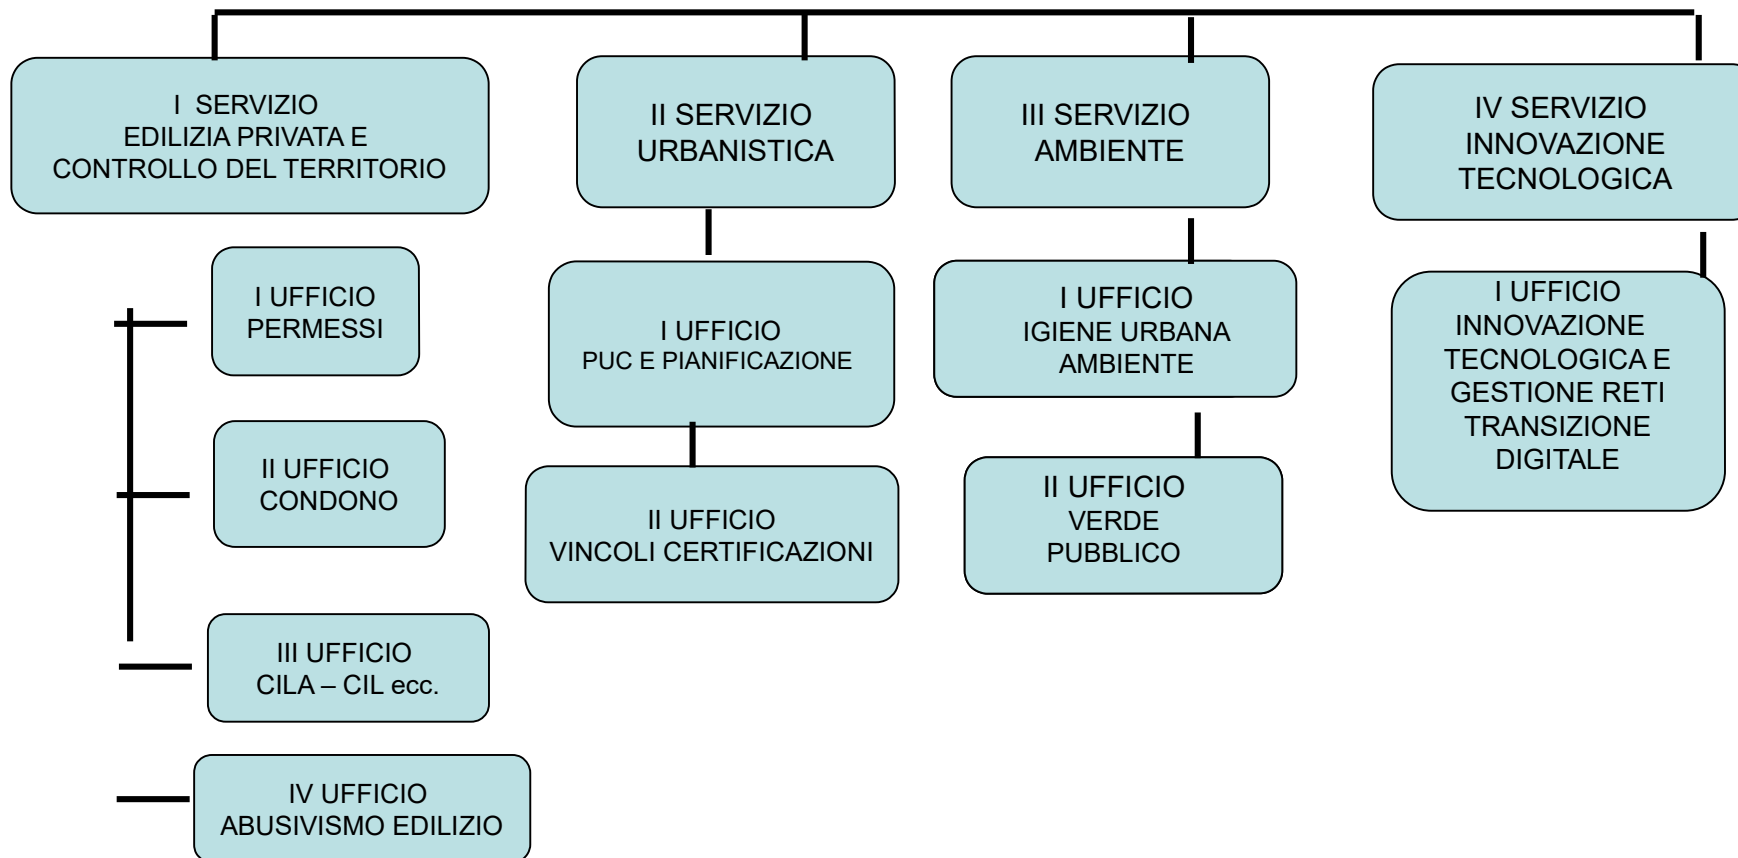 I SERVIZIO
EDILIZIA PRIVATA E
CONTROLLO DEL TERRITORIO
II SERVIZIO
URBANISTICA
III SERVIZIO
AMBIENTE
IV SERVIZIO
INNOVAZIONE
TECNOLOGICA
I UFFICIO
PERMESSI
II UFFICIO
CONDONO
III UFFICIO
CILA – CIL ecc.
IV UFFICIO
ABUSIVISMO EDILIZIO
I UFFICIO
PUC E PIANIFICAZIONE
II UFFICIO
VINCOLI CERTIFICAZIONI
I UFFICIO
IGIENE URBANA
AMBIENTE
II UFFICIO
VERDE
PUBBLICO
I UFFICIO
INNOVAZIONE
TECNOLOGICA E
GESTIONE RETI
TRANSIZIONE
DIGITALE